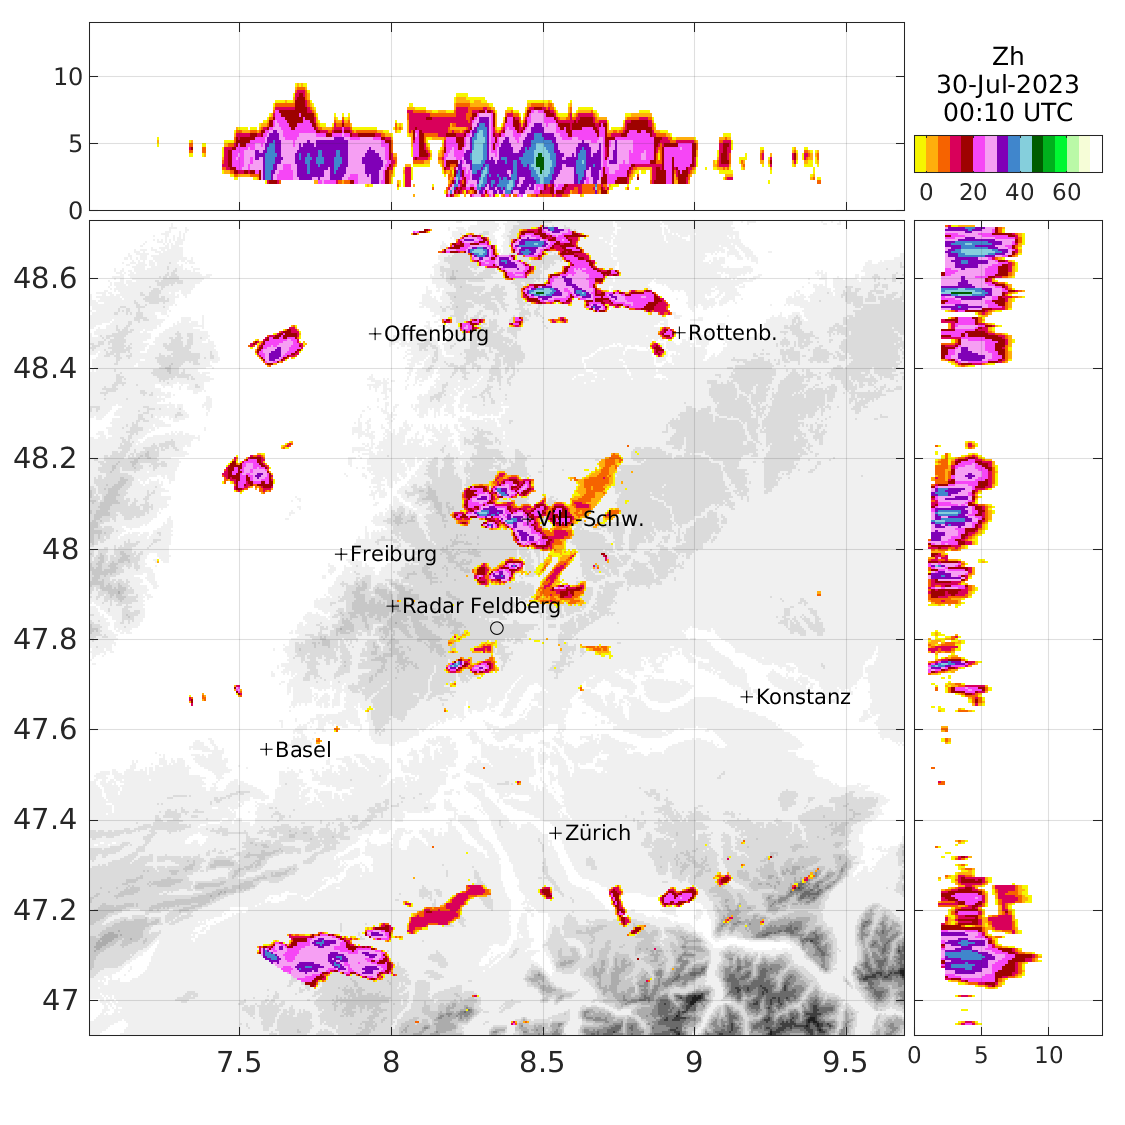 10
5
0
Zh
30-Jul-2023
00:10 UTC
0 20 40 60
48.6
48.4
48.2
48
47.8
47.6
47.4
47.2
47
Offenburg
Rottenb.
Vill.-Schw.
Freiburg
Radar Feldberg
Konstanz
Basel
Zürich
7.5 8 8.5 9 9.5
0 5 10